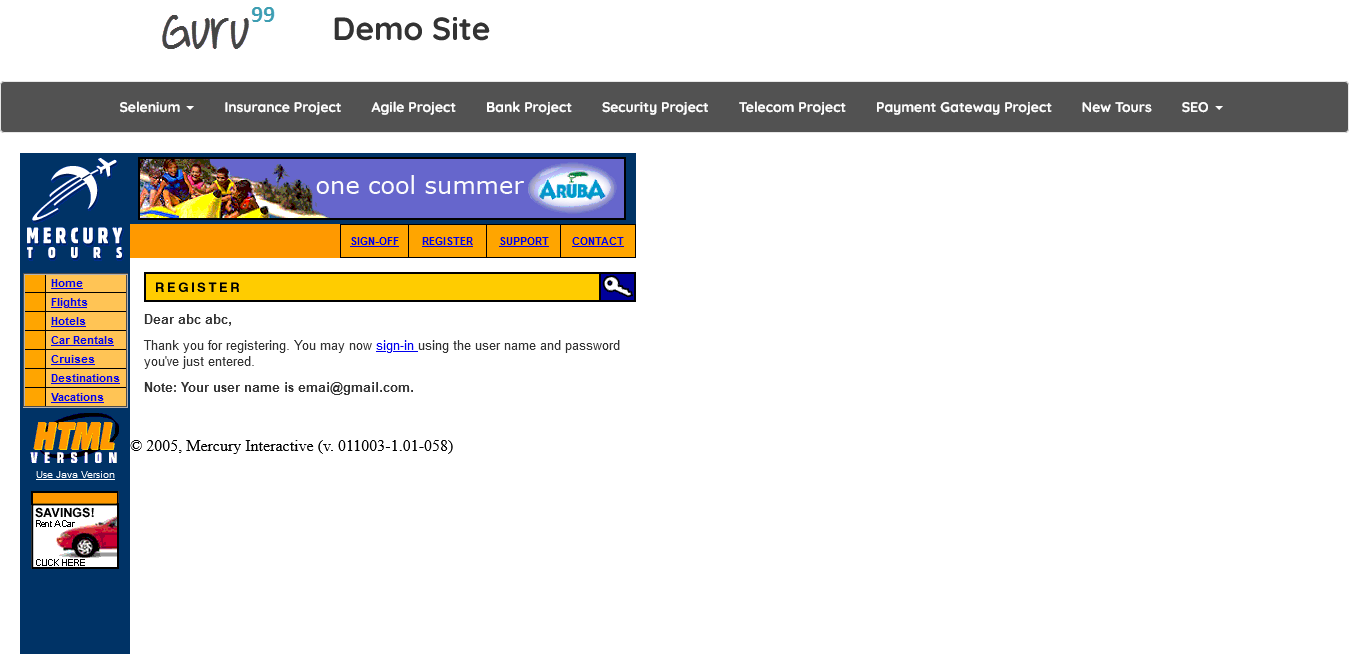 Guru99 Demo Site
Selenium Insurance Project Agile Project Bank Project Security Project Telecom Project Payment Gateway Project New Tours SEO
one cool summer ARUBA
MERCURY
TOURS
SIGN-OFF REGISTER SUPPORT CONTACT
Home
Flights
Hotels
Car Rentals
Cruises
Destinations
Vacations
HTML
VERSION
Use Java Version
SAVINGS!
Rent A Car
CLICK HERE
REGISTER
Dear abc abc,
Thank you for registering. You may now sign-in using the user name and password
you've just entered.
Note: Your user name is emai@gmail.com.
© 2005, Mercury Interactive (v. 011003-1.01-058)